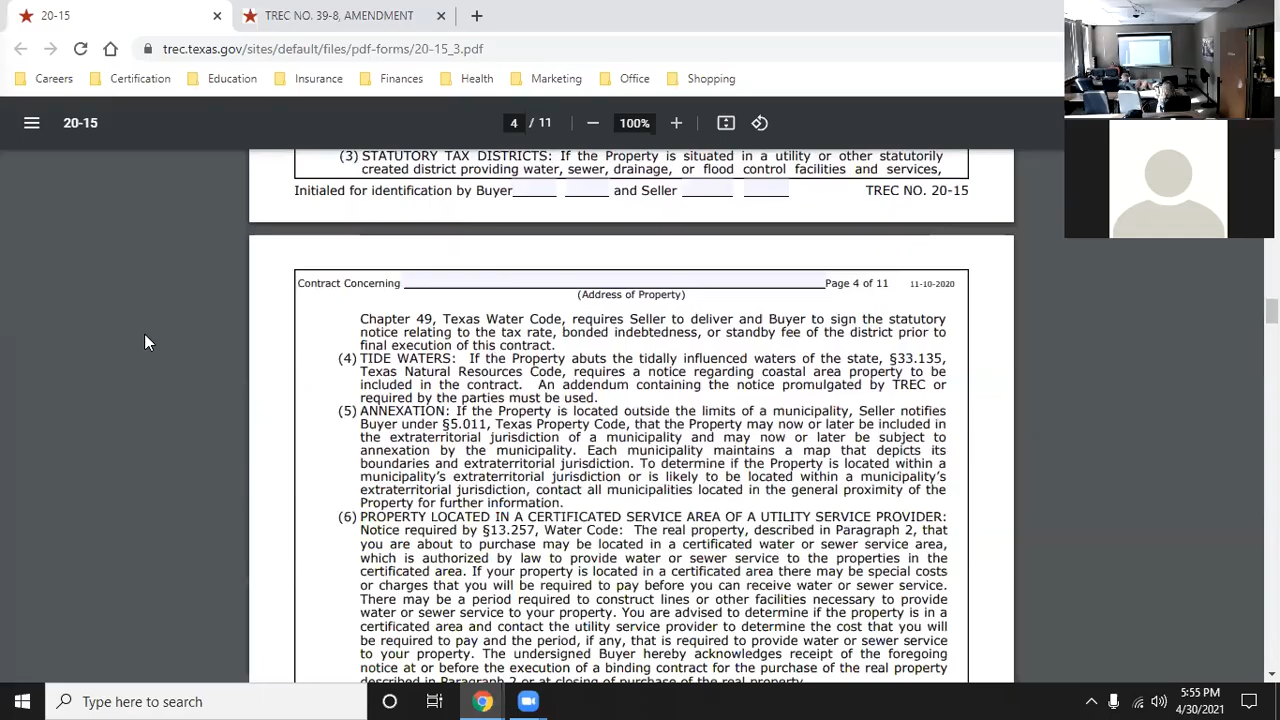 20-15
TREC NO. 39-8, AMENDMENT
trec.texas.gov/sites/default/files/pdf-forms/20-15_3.pdf
Careers Certification Education Insurance Finances Health Marketing Office Shopping
20-15 4 / 11 100%
(3) STATUTORY TAX DISTRICTS: If the Property is situated in a utility or other statutorily
created district providing water, sewer, drainage, or flood control facilities and services,
Initialed for identification by Buyer and Seller TREC NO. 20-15
Contract Concerning Page 4 of 11 11-10-2020
(Address of Property)
Chapter 49, Texas Water Code, requires Seller to deliver and Buyer to sign the statutory
notice relating to the tax rate, bonded indebtedness, or standby fee of the district prior to
final execution of this contract.
(4) TIDE WATERS: If the Property abuts the tidally influenced waters of the state, §33.135,
Texas Natural Resources Code, requires a notice regarding coastal area property to be
included in the contract. An addendum containing the notice promulgated by TREC or
required by the parties must be used.
(5) ANNEXATION: If the Property is located outside the limits of a municipality, Seller notifies
Buyer under §5.011, Texas Property Code, that the Property may now or later be included in
the extraterritorial jurisdiction of a municipality and may now or later be subject to
annexation by the municipality. Each municipality maintains a map that depicts its
boundaries and extraterritorial jurisdiction. To determine if the Property is located within a
municipality's extraterritorial jurisdiction or is likely to be located within a municipality's
extraterritorial jurisdiction, contact all municipalities located in the general proximity of the
Property for further information.
(6) PROPERTY LOCATED IN A CERTIFICATED SERVICE AREA OF A UTILITY SERVICE PROVIDER:
Notice required by §13.257, Water Code: The real property, described in Paragraph 2, that
you are about to purchase may be located in a certificated water or sewer service area,
which is authorized by law to provide water or sewer service to the properties in the
certificated area. If your property is located in a certificated area there may be special costs
or charges that you will be required to pay before you can receive water or sewer service.
There may be a period required to construct lines or other facilities necessary to provide
water or sewer service to your property. You are advised to determine if the property is in a
certificated area and contact the utility service provider to determine the cost that you will
be required to pay and the period, if any, that is required to provide water or sewer service
to your property. The undersigned Buyer hereby acknowledges receipt of the foregoing
notice at or before the execution of a binding contract for the purchase of the real property
described in Paragraph 2 or at closing of purchase of the real property.
Type here to search
5:55 PM
4/30/2021